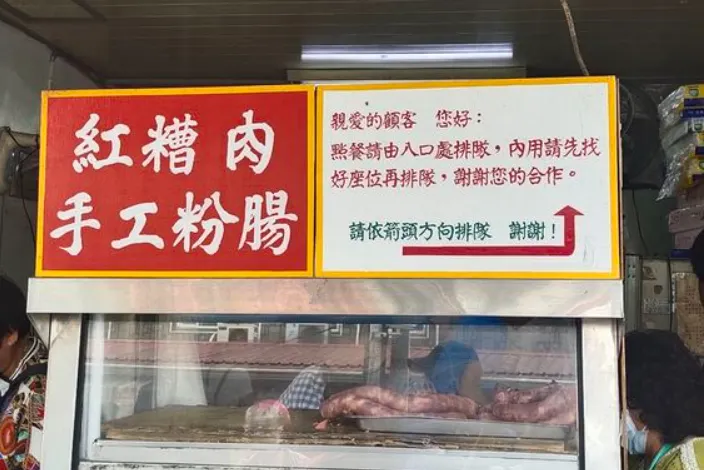 紅糟肉
手工粉腸
親愛的顧客 您好：
點餐請由入口處排隊，內用請先找
好座位再排隊，謝謝您的合作。
請依箭頭方向排隊 謝謝！